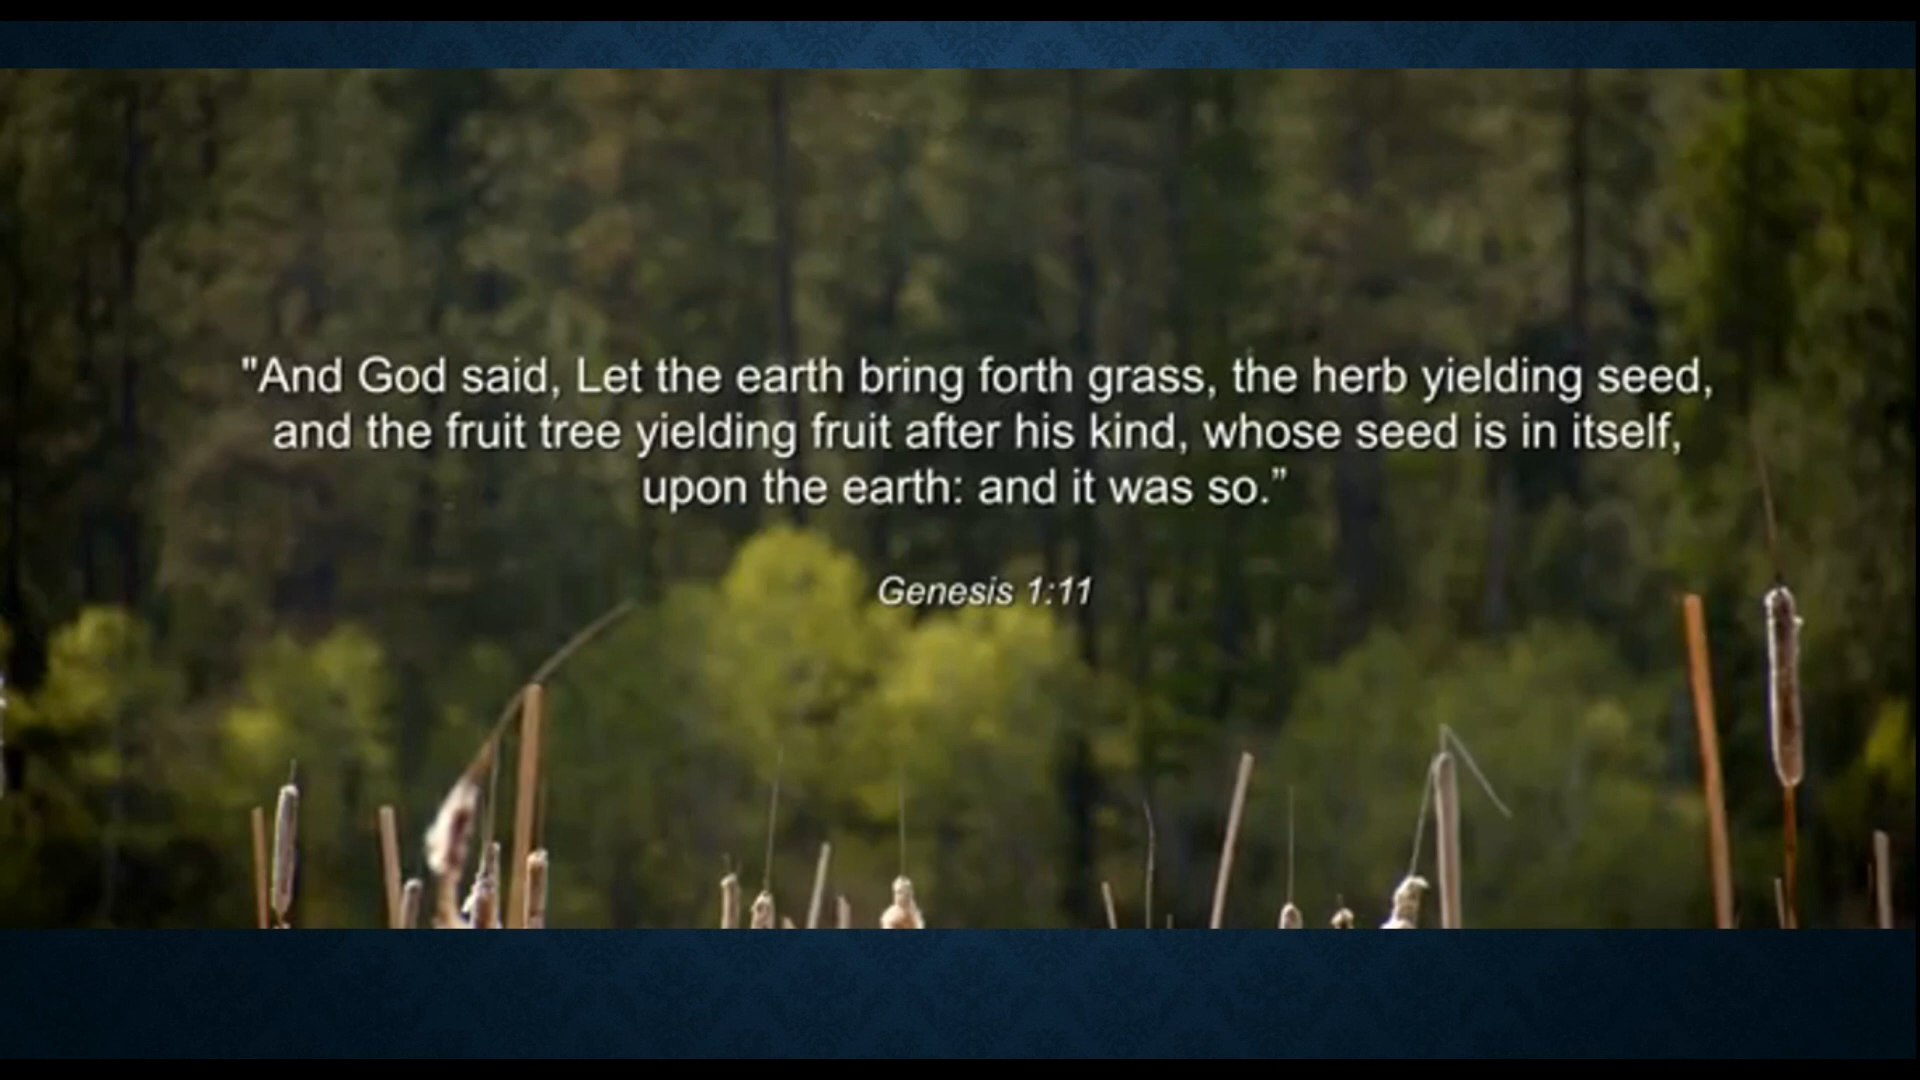 "And God said, Let the earth bring forth grass, the herb yielding seed,
and the fruit tree yielding fruit after his kind, whose seed is in itself,
upon the earth: and it was so.”
Genesis 1:11